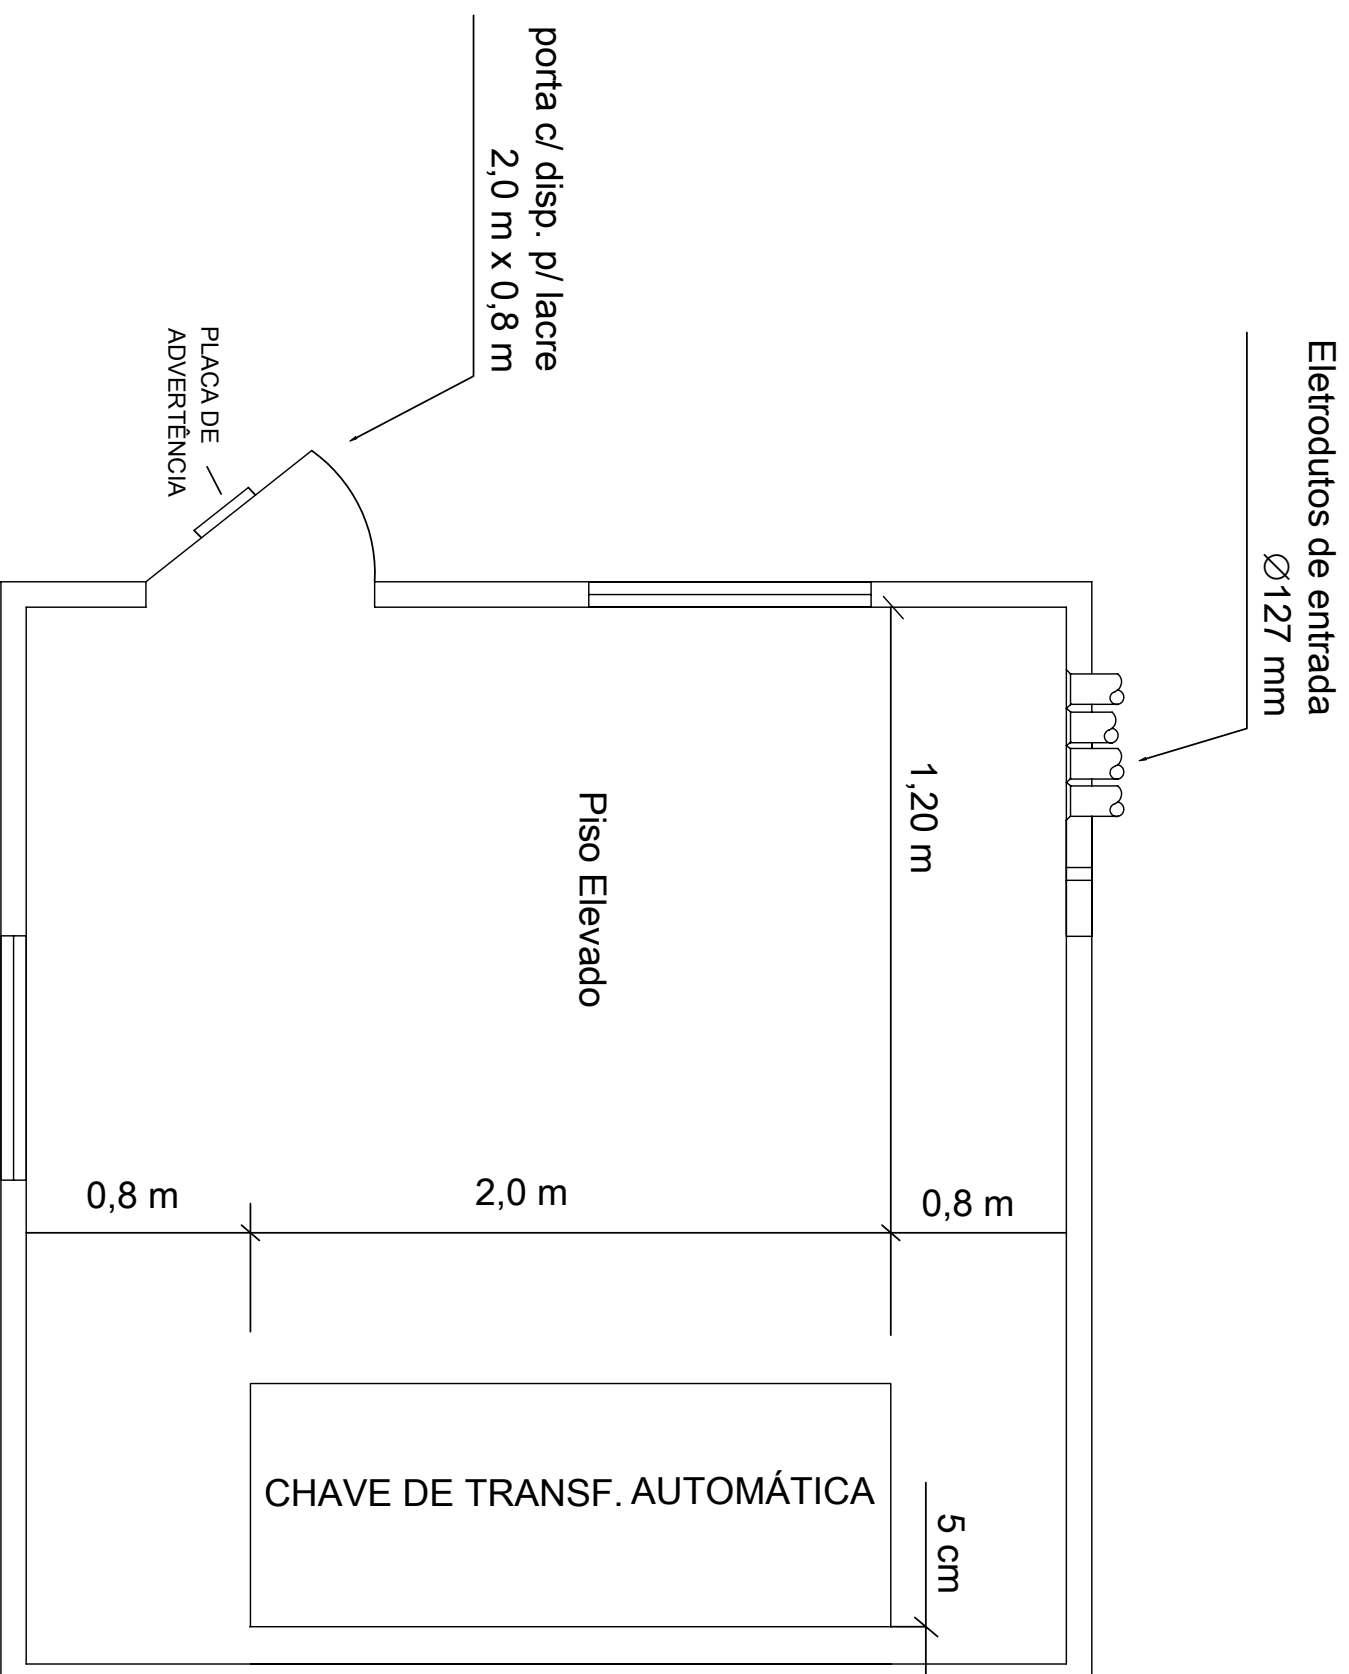 Eletrodutos de entrada
Ø127 mm
porta c/ disp. p/ lacre
2,0 m x 0,8 m
PLACA DE
ADVERTÊNCIA
1,20 m
Piso Elevado
0,8 m
2,0 m
0,8 m
CHAVE DE TRANSF. AUTOMÁTICA
5 cm